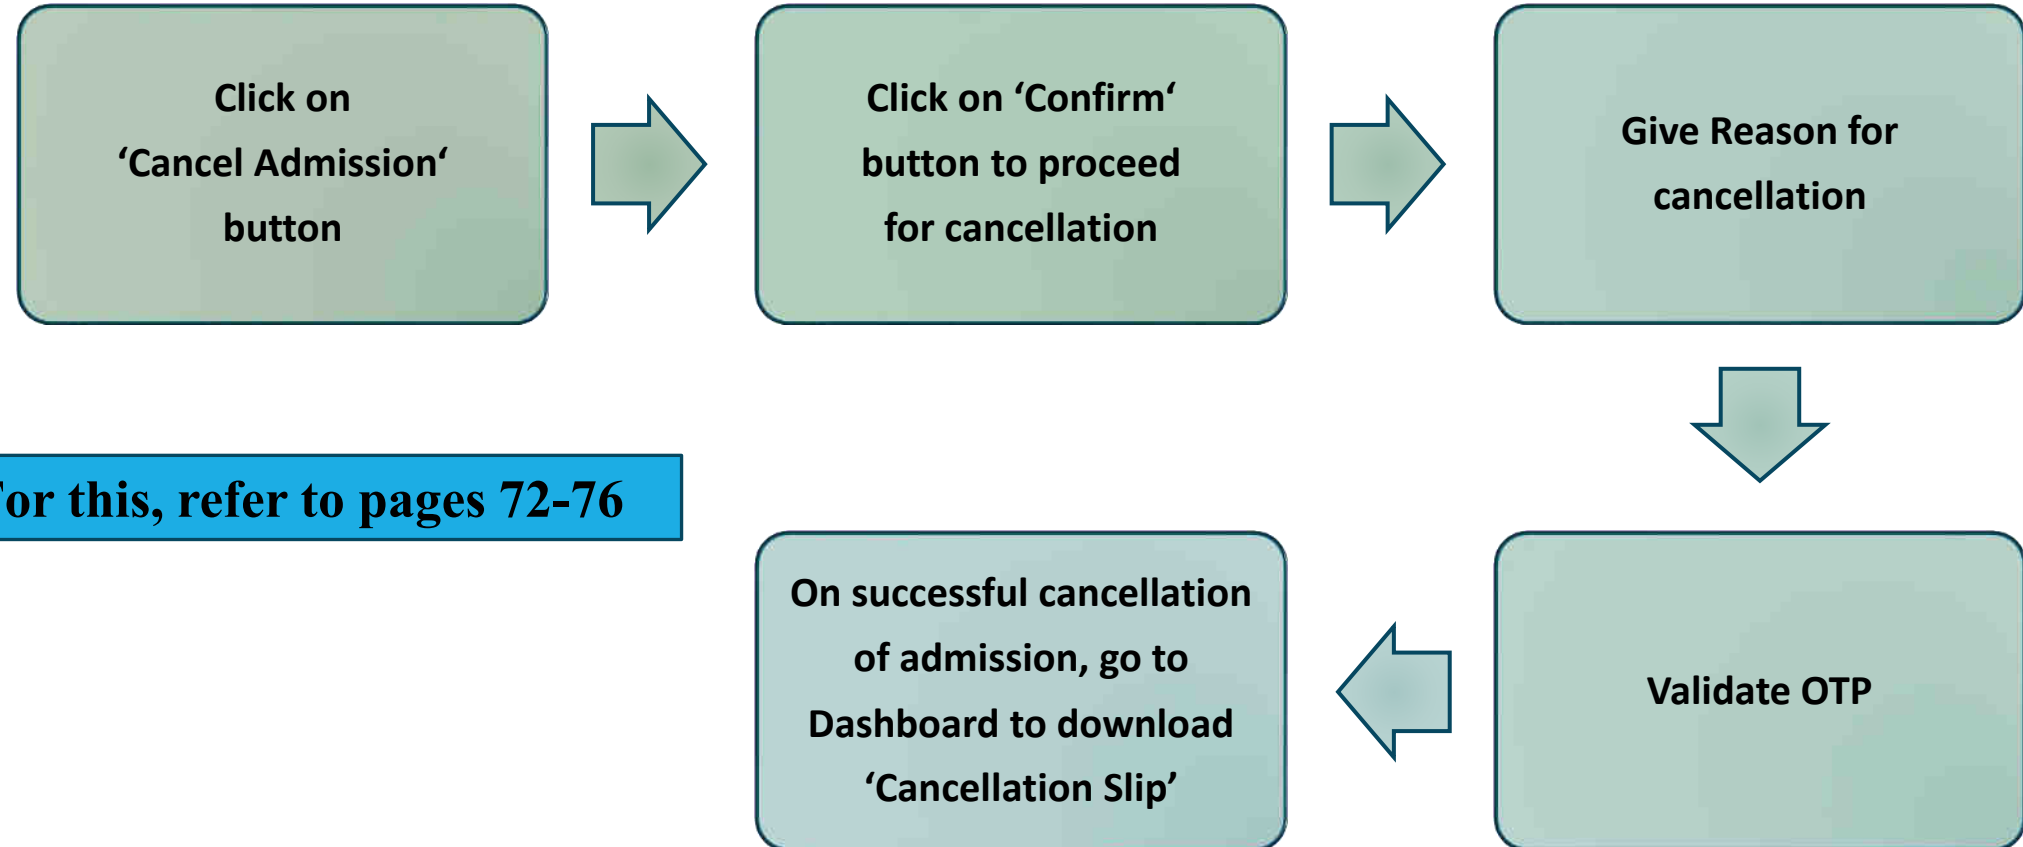 Click on
‘Cancel Admission‘
button
Click on ‘Confirm‘
button to proceed
for cancellation
Give Reason for
cancellation
For this, refer to pages 72-76
Validate OTP
On successful cancellation
of admission, go to
Dashboard to download
‘Cancellation Slip’